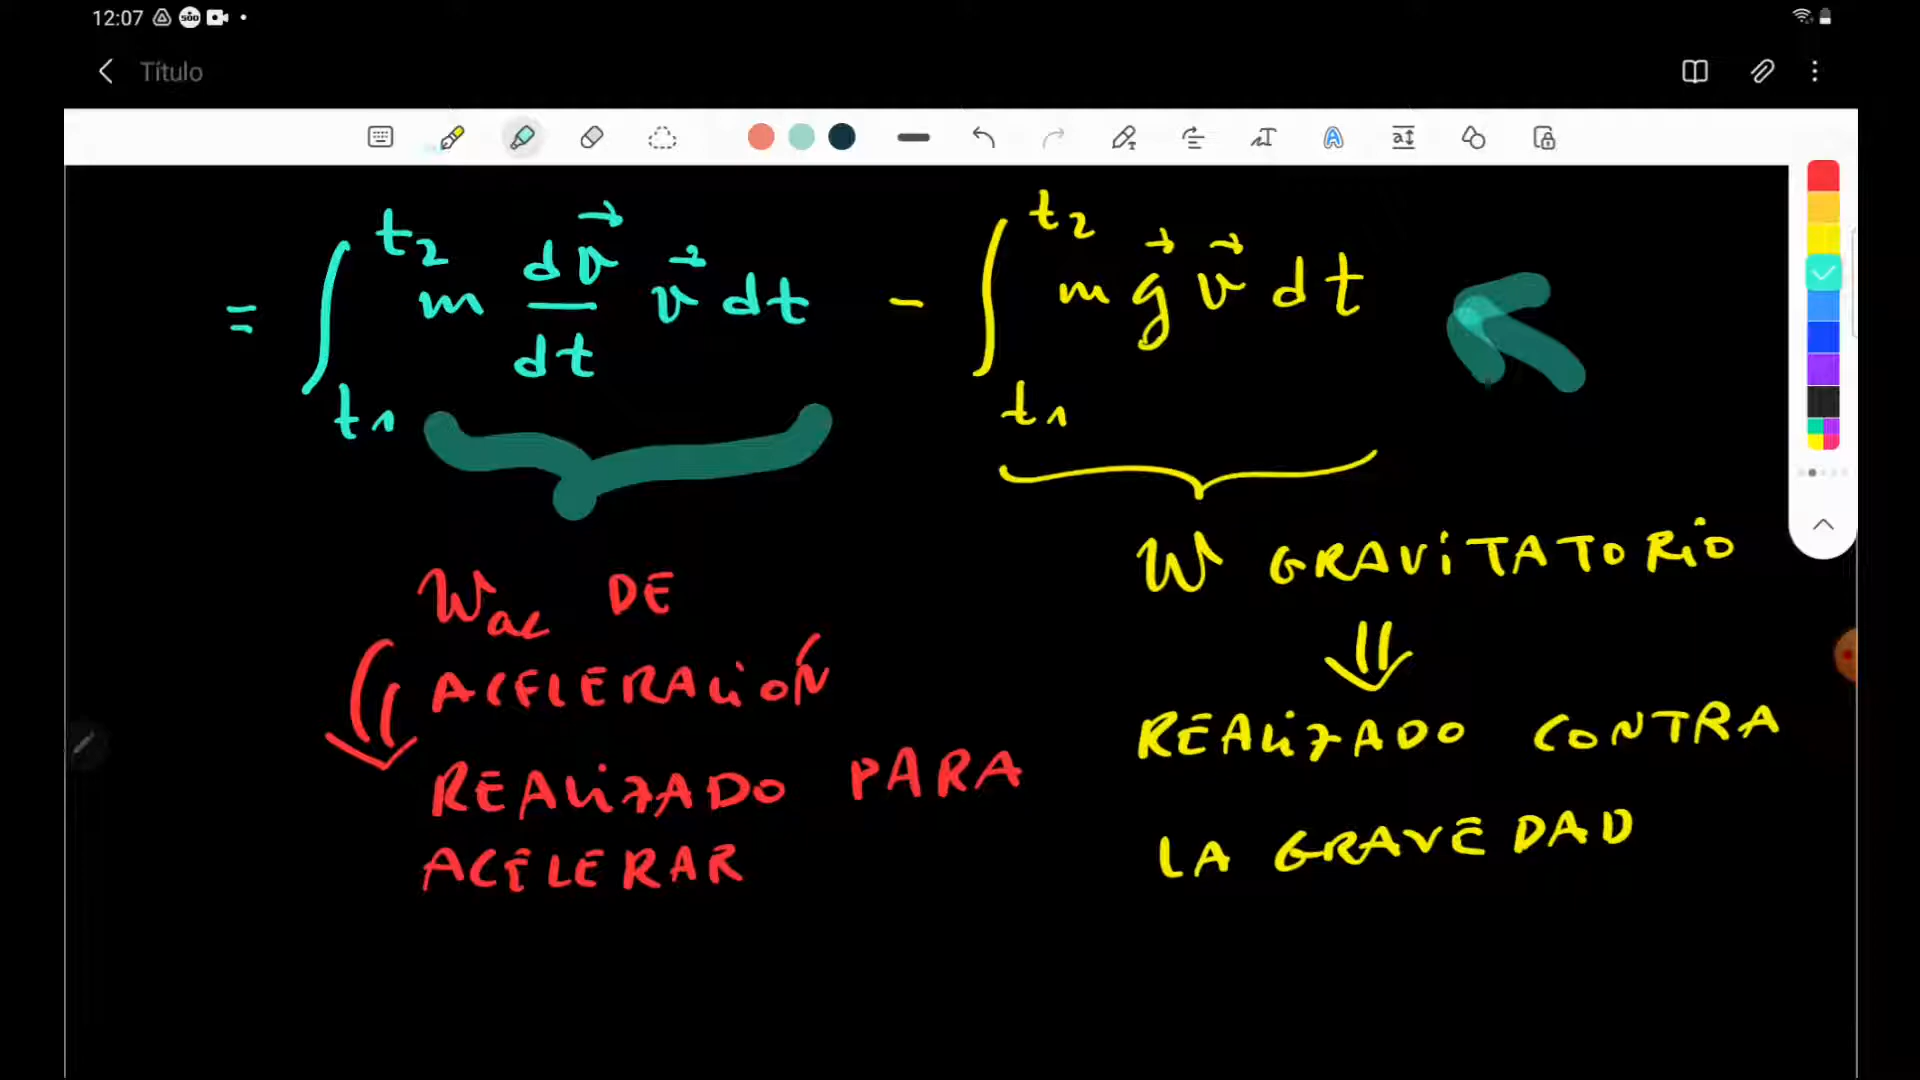 12:07
Título
= ∫ t2 t1 m dv⃗/dt v⃗ dt - ∫ t2 t1 m g⃗ v⃗ dt
W GRAVITATORIO
Wac DE
ACELERACIÓN
REALIZADO CONTRA
REALIZADO PARA
LA GRAVEDAD
ACELERAR